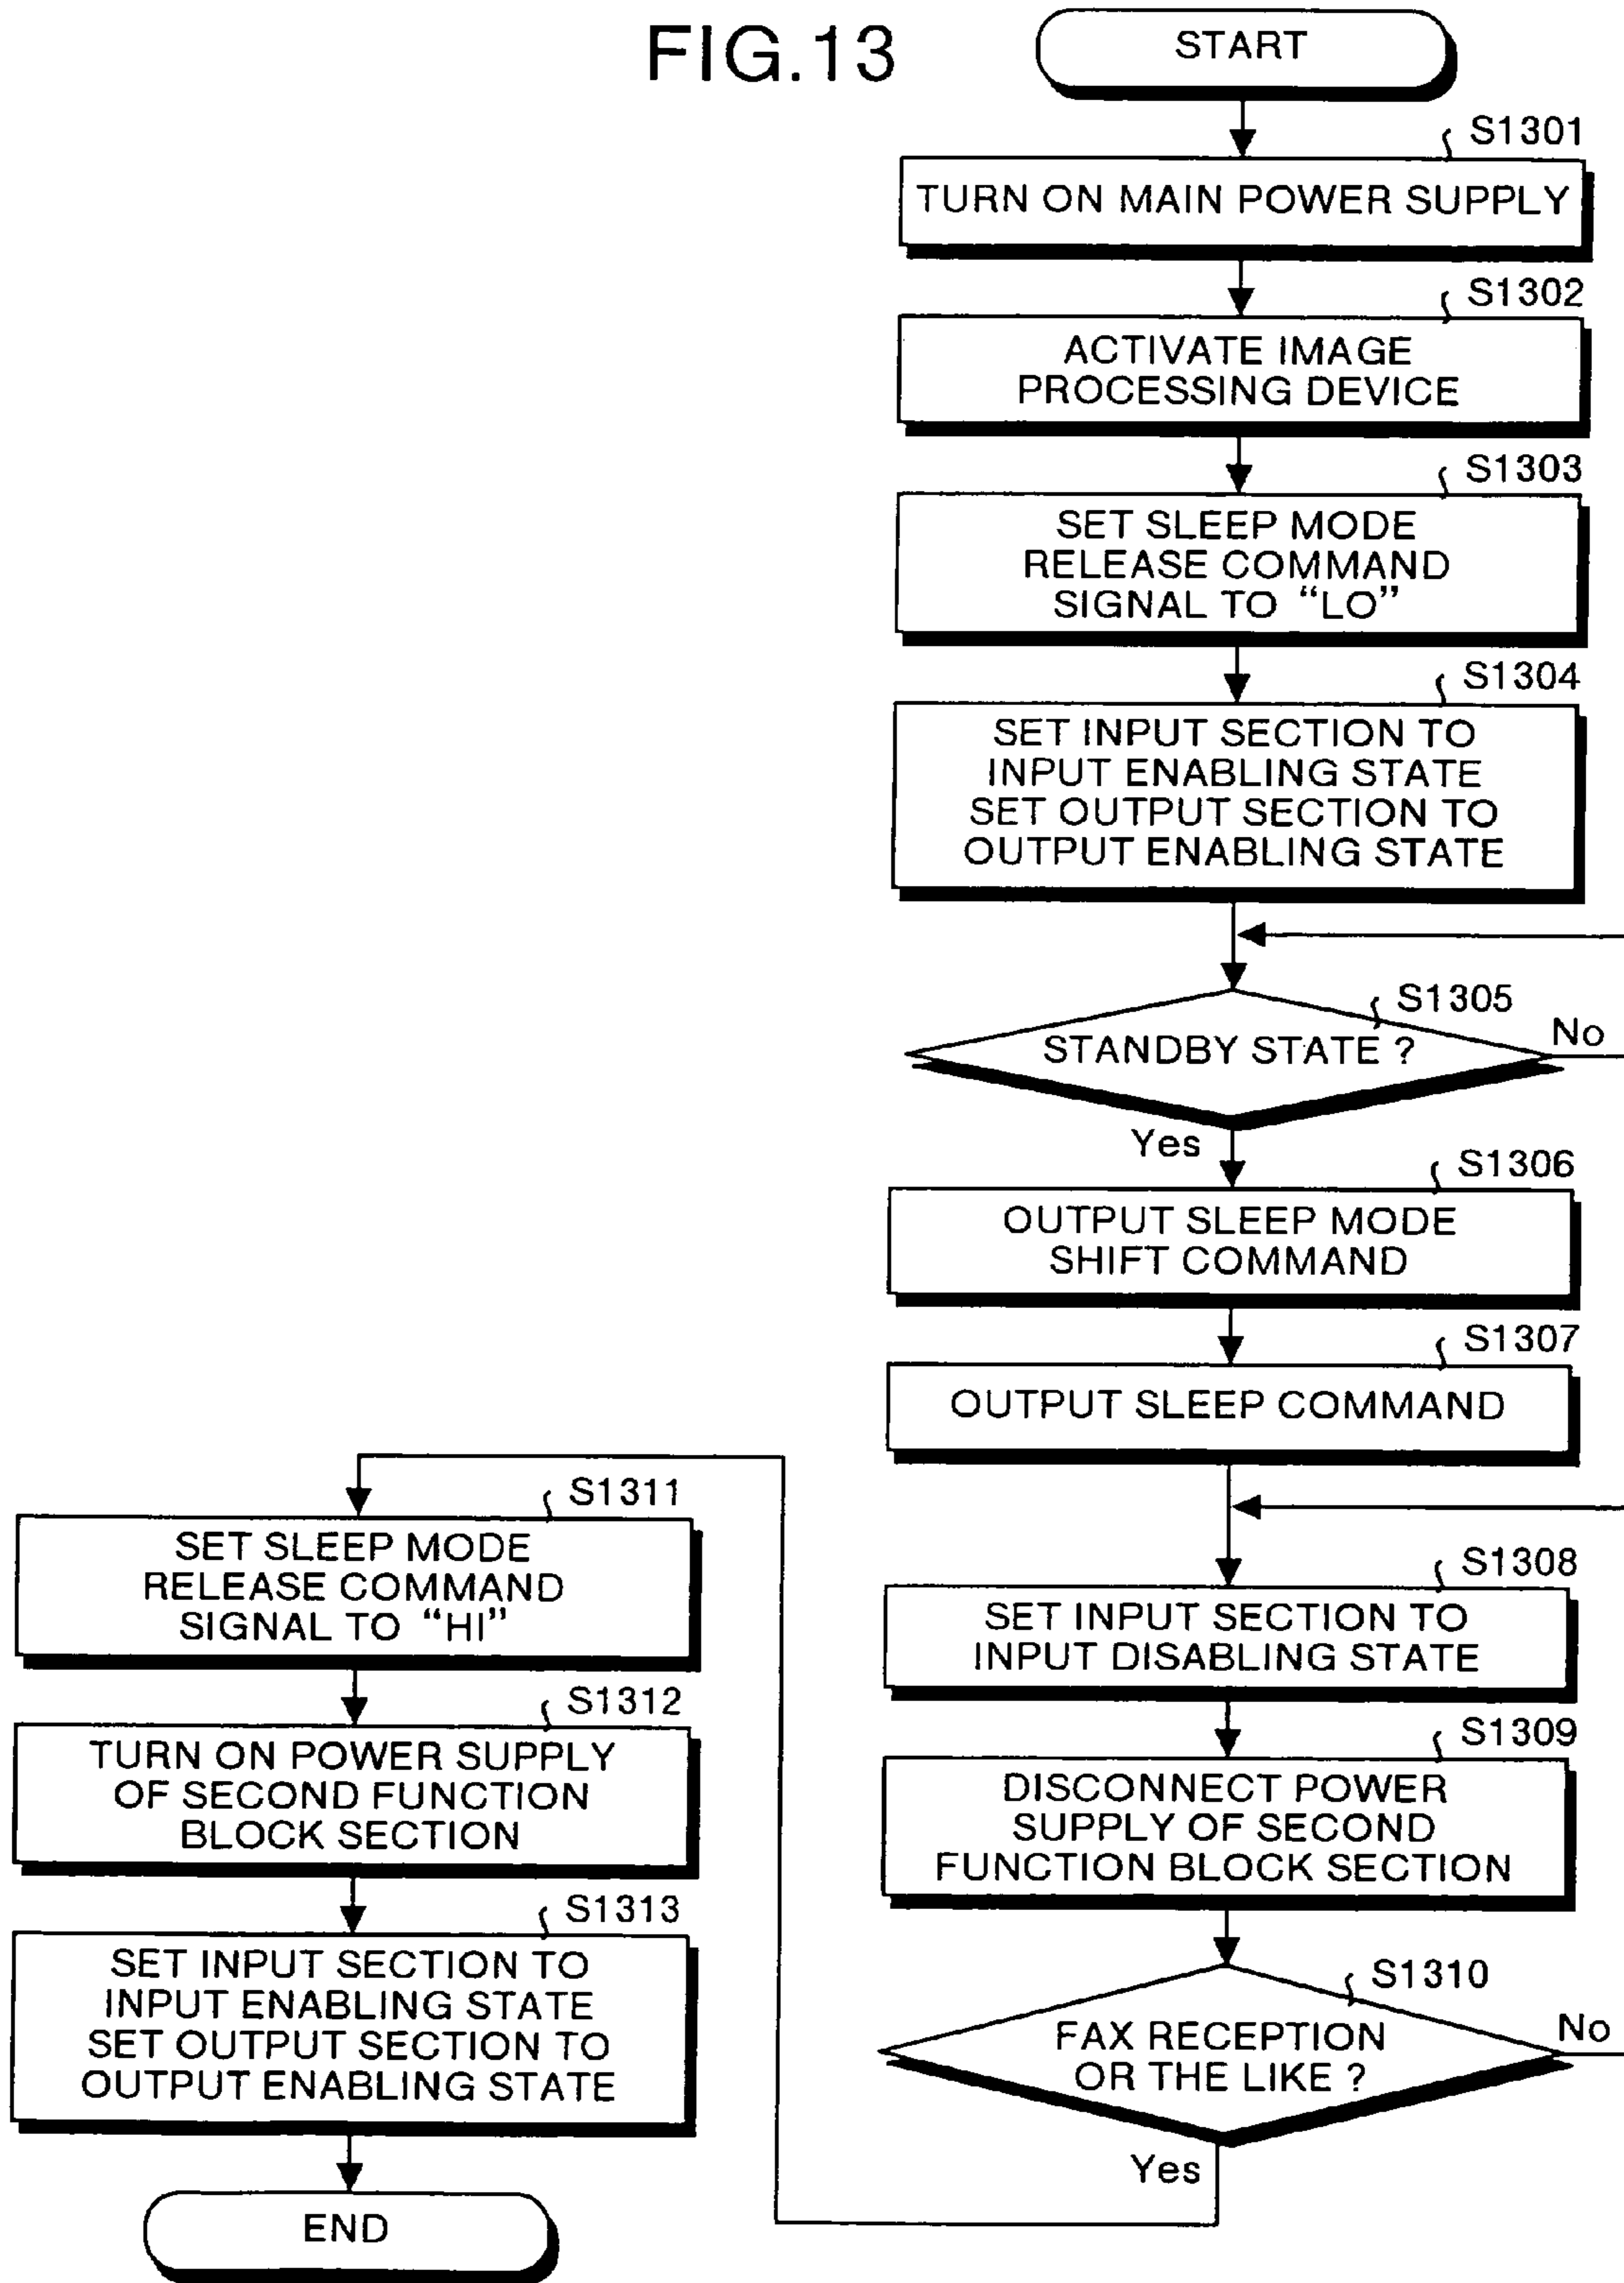 FIG.13
START
S1301
TURN ON MAIN POWER SUPPLY
S1302
ACTIVATE IMAGE
PROCESSING DEVICE
S1303
SET SLEEP MODE
RELEASE COMMAND
SIGNAL TO “LO”
S1304
SET INPUT SECTION TO
INPUT ENABLING STATE
SET OUTPUT SECTION TO
OUTPUT ENABLING STATE
S1305
STANDBY STATE ?
No
Yes
S1306
OUTPUT SLEEP MODE
SHIFT COMMAND
S1307
OUTPUT SLEEP COMMAND
S1308
SET INPUT SECTION TO
INPUT DISABLING STATE
S1309
DISCONNECT POWER
SUPPLY OF SECOND
FUNCTION BLOCK SECTION
S1310
FAX RECEPTION
OR THE LIKE ?
No
Yes
S1311
SET SLEEP MODE
RELEASE COMMAND
SIGNAL TO “HI”
S1312
TURN ON POWER SUPPLY
OF SECOND FUNCTION
BLOCK SECTION
S1313
SET INPUT SECTION TO
INPUT ENABLING STATE
SET OUTPUT SECTION TO
OUTPUT ENABLING STATE
END